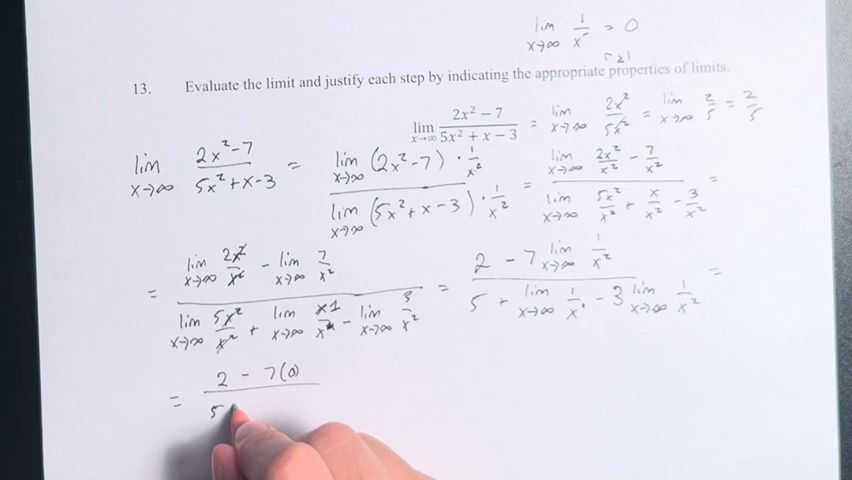 lim x→∞ 1/xʳ = 0
r ≥ 1
13. Evaluate the limit and justify each step by indicating the appropriate properties of limits.
lim x→∞ (2x² − 7)/(5x² + x − 3) = lim x→∞ 2x²/5x² = lim x→∞ 2/5 = 2/5
lim x→∞ (2x²-7)/(5x²+x-3) = (lim x→∞ (2x²-7) · 1/x²)/(lim x→∞ (5x²+x-3) · 1/x²) = (lim x→∞ 2x²/x² - 7/x²)/(lim x→∞ 5x²/x² + x/x² - 3/x²) =
= (lim x→∞ 2x²/x² - lim x→∞ 7/x²)/(lim x→∞ 5x²/x² + lim x→∞ x1/x² - lim x→∞ 3/x²) = (2 - 7 lim x→∞ 1/x²)/(5 + lim x→∞ 1/x - 3 lim x→∞ 1/x²) =
= (2 - 7(0))/(5